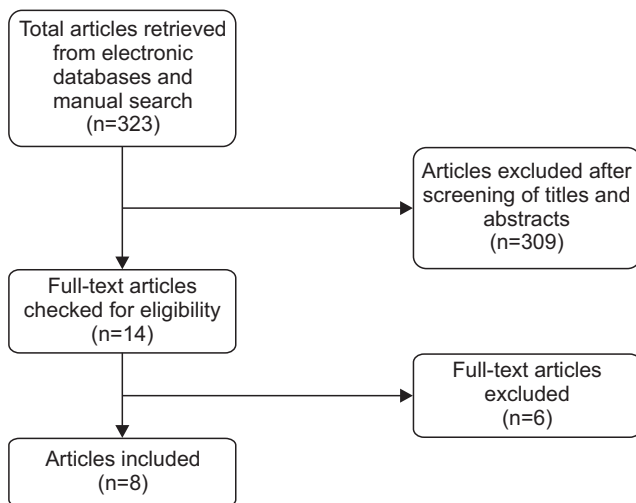 Total articles retrieved
from electronic
databases and
manual search
(n=323)
Articles excluded after
screening of titles and
abstracts
(n=309)
Full-text articles
checked for eligibility
(n=14)
Full-text articles
excluded
(n=6)
Articles included
(n=8)